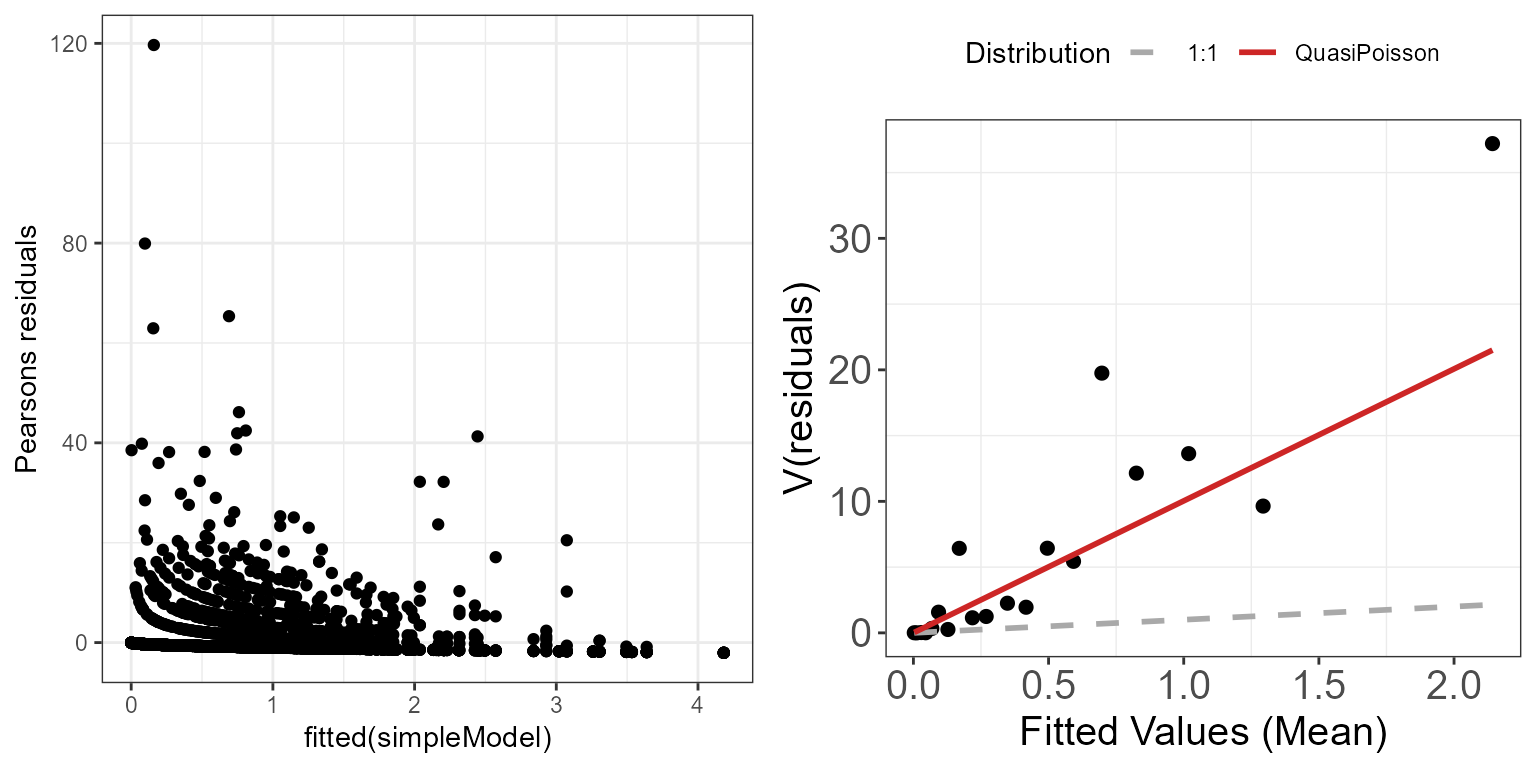 120
80
40
0
Pearsons residuals
0 1 2 3 4
fitted(simpleModel)
Distribution 1:1 QuasiPoisson
30
20
10
0
V(residuals)
0.0 0.5 1.0 1.5 2.0
Fitted Values (Mean)